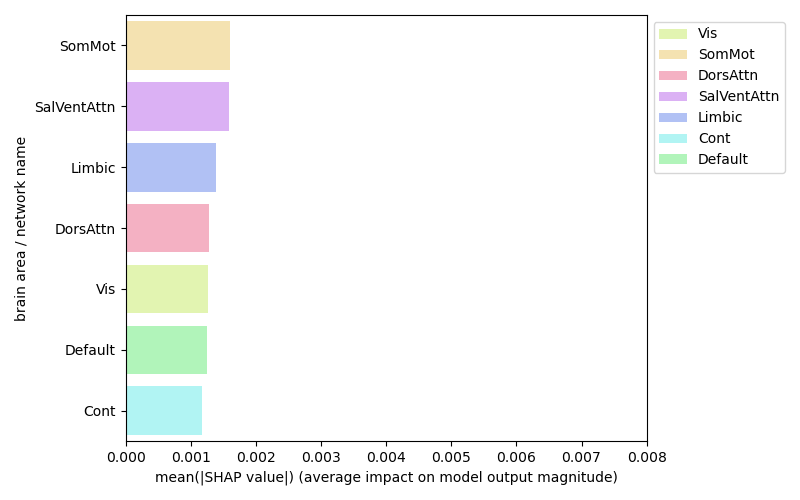 brain area / network name
SomMot
SalVentAttn
Limbic
DorsAttn
Vis
Default
Cont
0.000 0.001 0.002 0.003 0.004 0.005 0.006 0.007 0.008
mean(|SHAP value|) (average impact on model output magnitude)
Vis
SomMot
DorsAttn
SalVentAttn
Limbic
Cont
Default